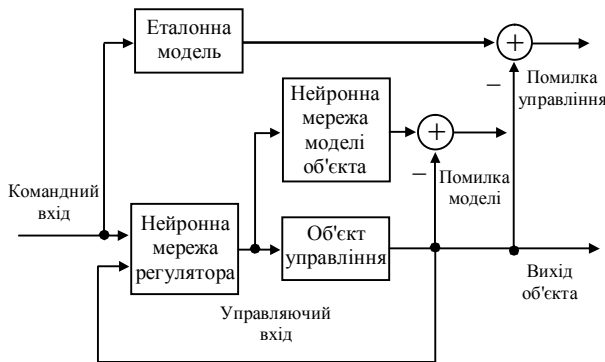 Еталонна
модель
+
−
Помилка
управління
Нейронна
мережа
моделі
об'єкта
+
−
Помилка
моделі
Командний
вхід
Нейронна
мережа
регулятора
Об'єкт
управління
Вихід
об'єкта
Управляючий
вхід